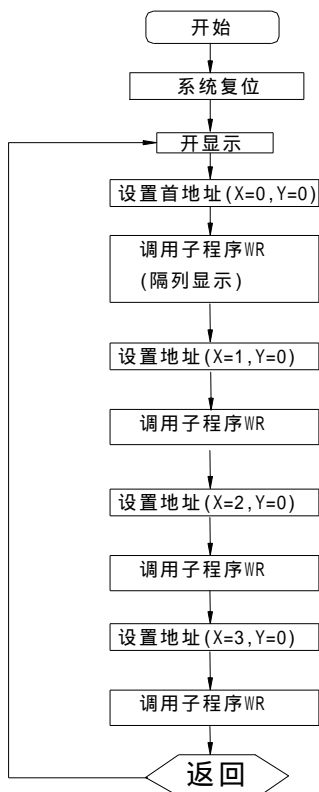 开始
系统复位
开显示
设置首地址(X=0,Y=0)
调用子程序WR
(隔列显示)
设置地址(X=1,Y=0)
调用子程序WR
设置地址(X=2,Y=0)
调用子程序WR
设置地址(X=3,Y=0)
调用子程序WR
返回